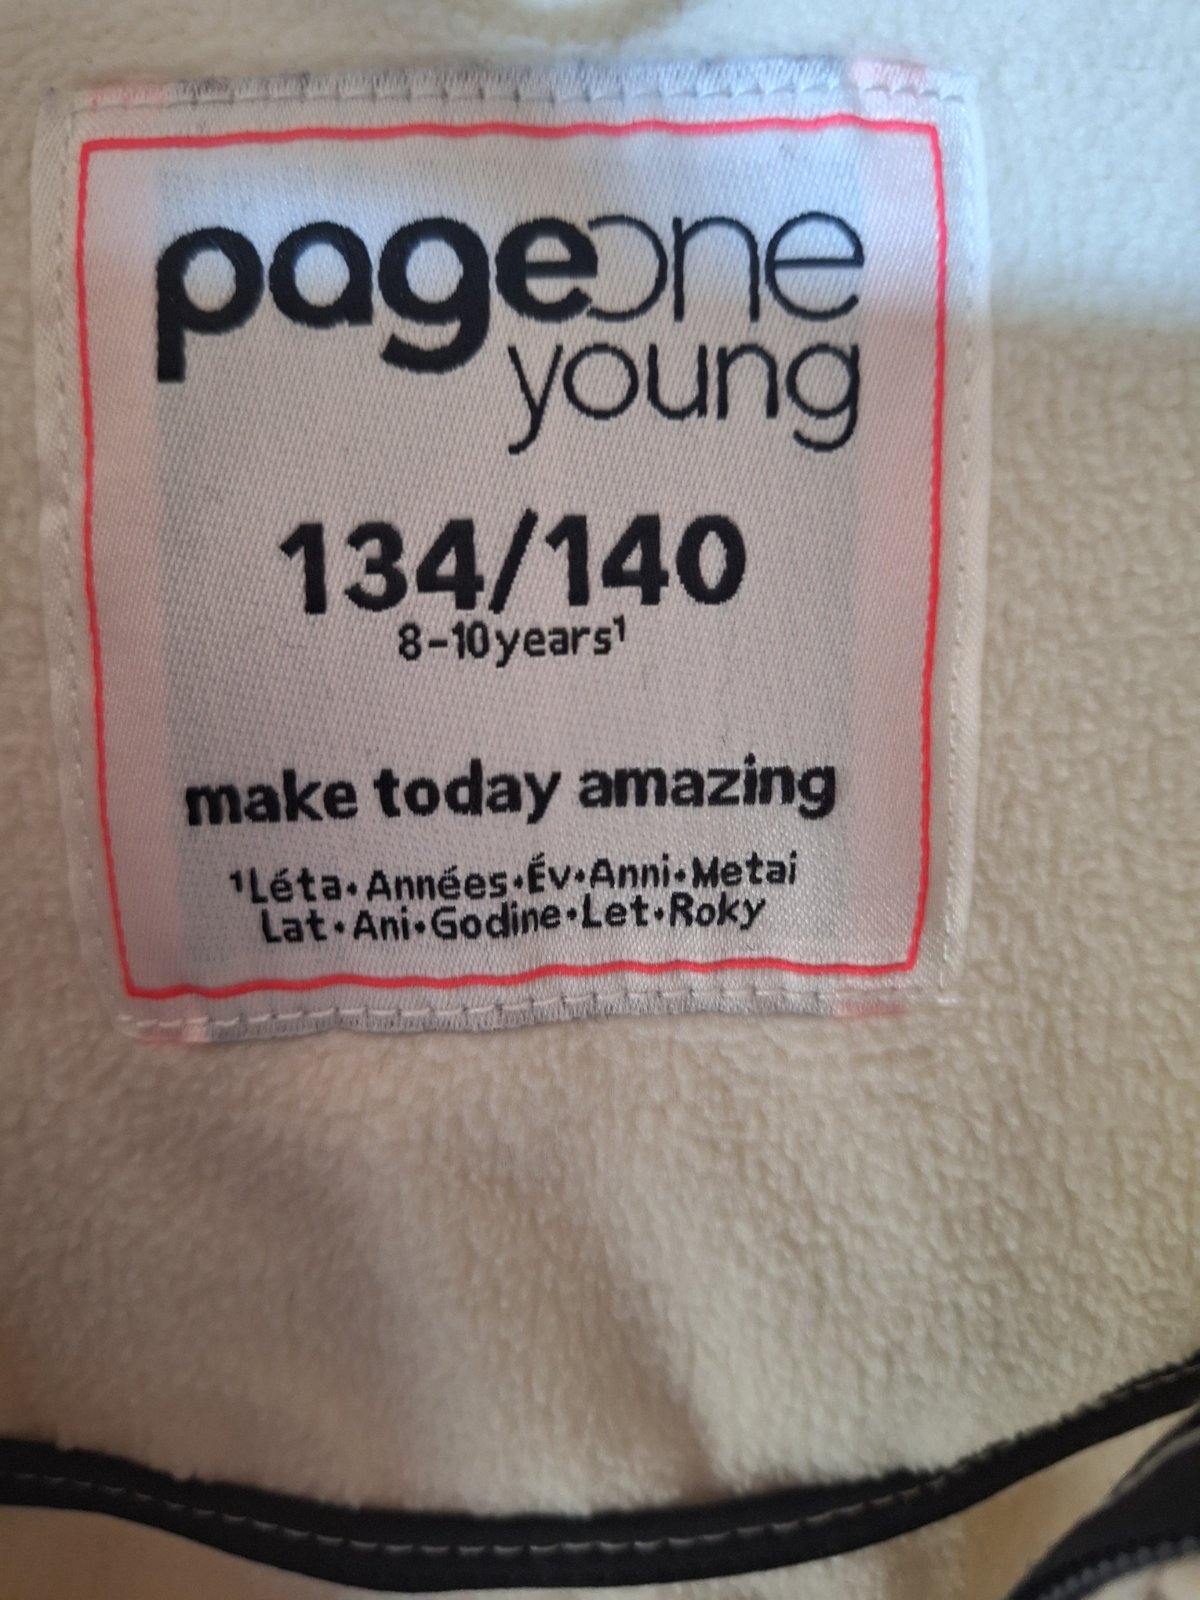 pageone
young
134/140
8-10years¹
make today amazing
¹Léta•Années•Év•Anni•Metai
Lat•Ani•Godine•Let•Roky